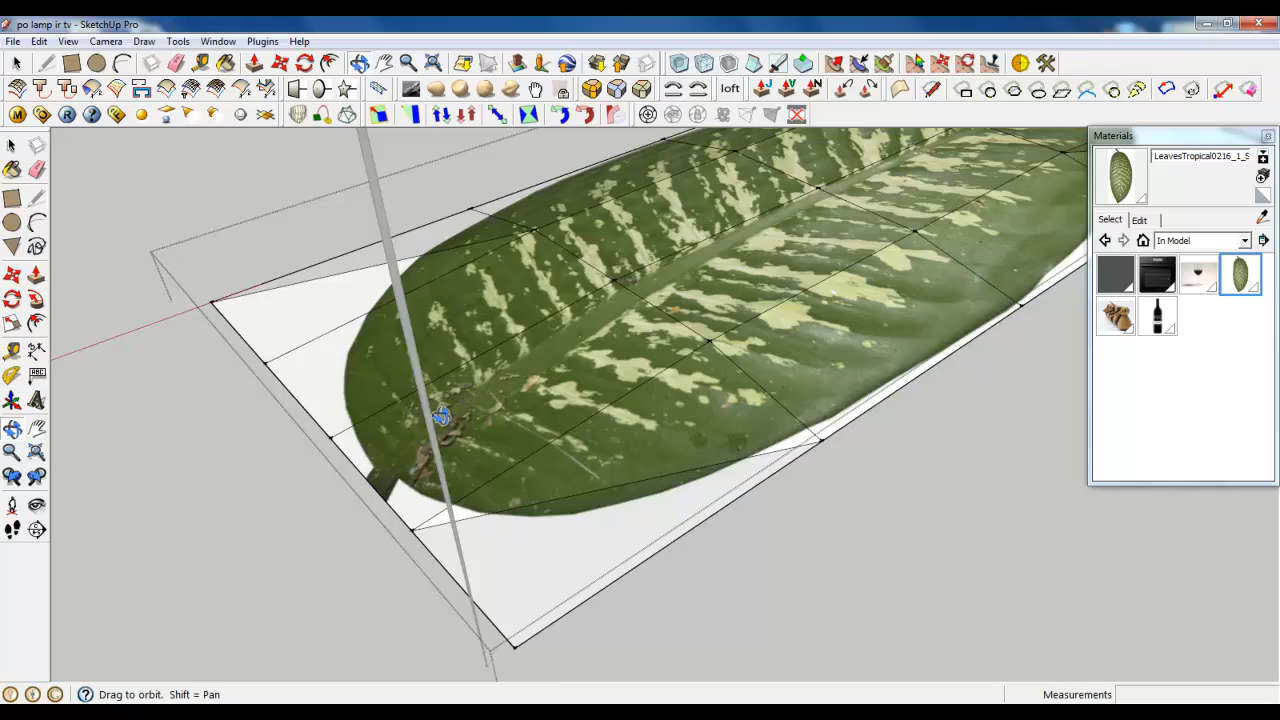 po lamp ir tv - SketchUp Pro
File Edit View Camera Draw Tools Window Plugins Help
loft
Materials
LeavesTropical0216_1_S
Select Edit
In Model
Drag to orbit. Shift = Pan
Measurements